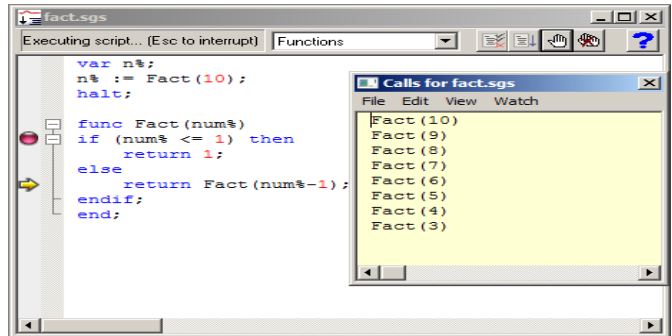 fact.sgs
Executing script... (Esc to interrupt) Functions
var n%;
n% := Fact(10);
halt;
func Fact(num%)
if (num% <= 1) then
return 1;
else
return Fact(num%-1);
endif;
end;
Calls for fact.sgs
File Edit View Watch
Fact(10)
Fact(9)
Fact(8)
Fact(7)
Fact(6)
Fact(5)
Fact(4)
Fact(3)